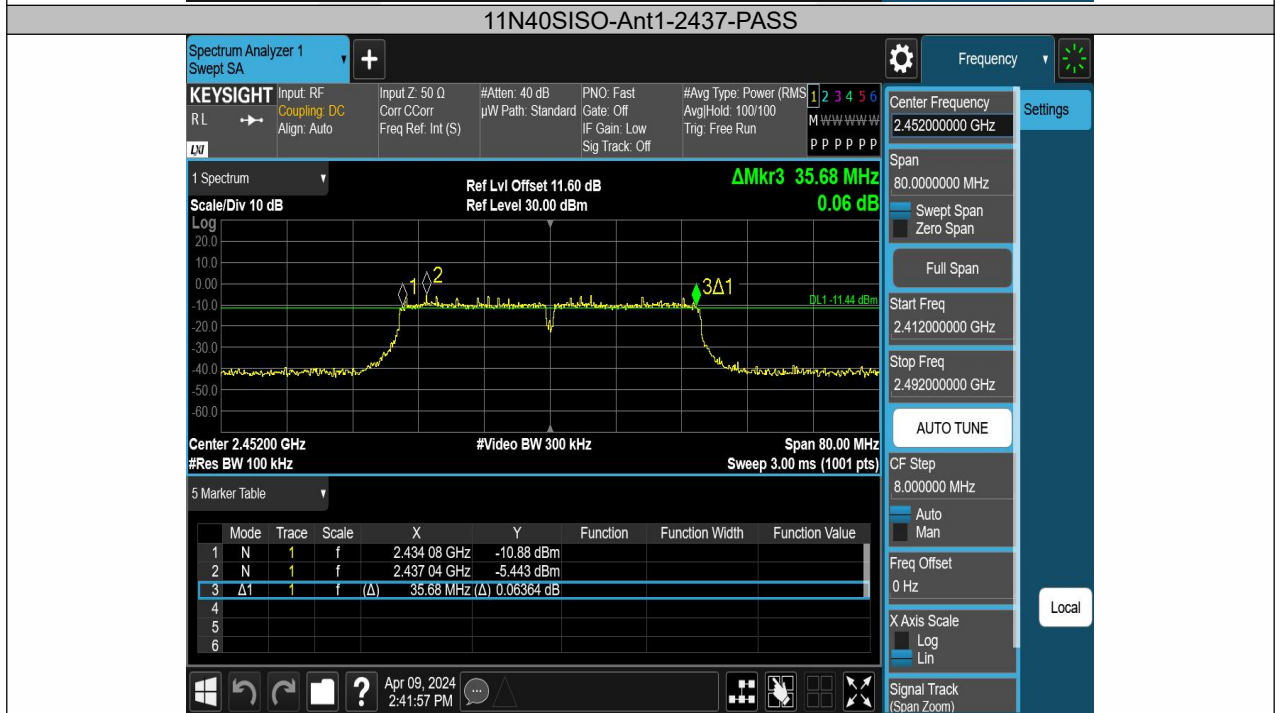 11N40SISO-Ant1-2437-PASS
Spectrum Analyzer 1
Swept SA
+
Frequency
KEYSIGHT
RL
LXI
Input: RF
Coupling: DC
Align: Auto
Input Z: 50 Ω
Corr CCorr
Freq Ref: Int (S)
#Atten: 40 dB
µW Path: Standard
PNO: Fast
Gate: Off
IF Gain: Low
Sig Track: Off
#Avg Type: Power (RMS
Avg|Hold: 100/100
Trig: Free Run
1 2 3 4 5 6
M W W W W W
P P P P P P
Center Frequency
2.452000000 GHz
Settings
Span
80.0000000 MHz
Swept Span
Zero Span
Full Span
Start Freq
2.412000000 GHz
Stop Freq
2.492000000 GHz
AUTO TUNE
CF Step
8.000000 MHz
Auto
Man
Freq Offset
0 Hz
X Axis Scale
Log
Lin
Signal Track
(Span Zoom)
Local
1 Spectrum
Scale/Div 10 dB
Ref Lvl Offset 11.60 dB
Ref Level 30.00 dBm
ΔMkr3 35.68 MHz
0.06 dB
Log
20.0
10.0
0.00
-10.0
-20.0
-30.0
-40.0
-50.0
-60.0
1
2
3Δ1
DL1 -11.44 dBm
Center 2.45200 GHz
#Video BW 300 kHz
Span 80.00 MHz
#Res BW 100 kHz
Sweep 3.00 ms (1001 pts)
5 Marker Table
Mode Trace Scale X Y Function Function Width Function Value
1 N 1 f 2.434 08 GHz -10.88 dBm
2 N 1 f 2.437 04 GHz -5.443 dBm
3 Δ1 1 f (Δ) 35.68 MHz (Δ) 0.06364 dB
4
5
6
?
Apr 09, 2024
2:41:57 PM